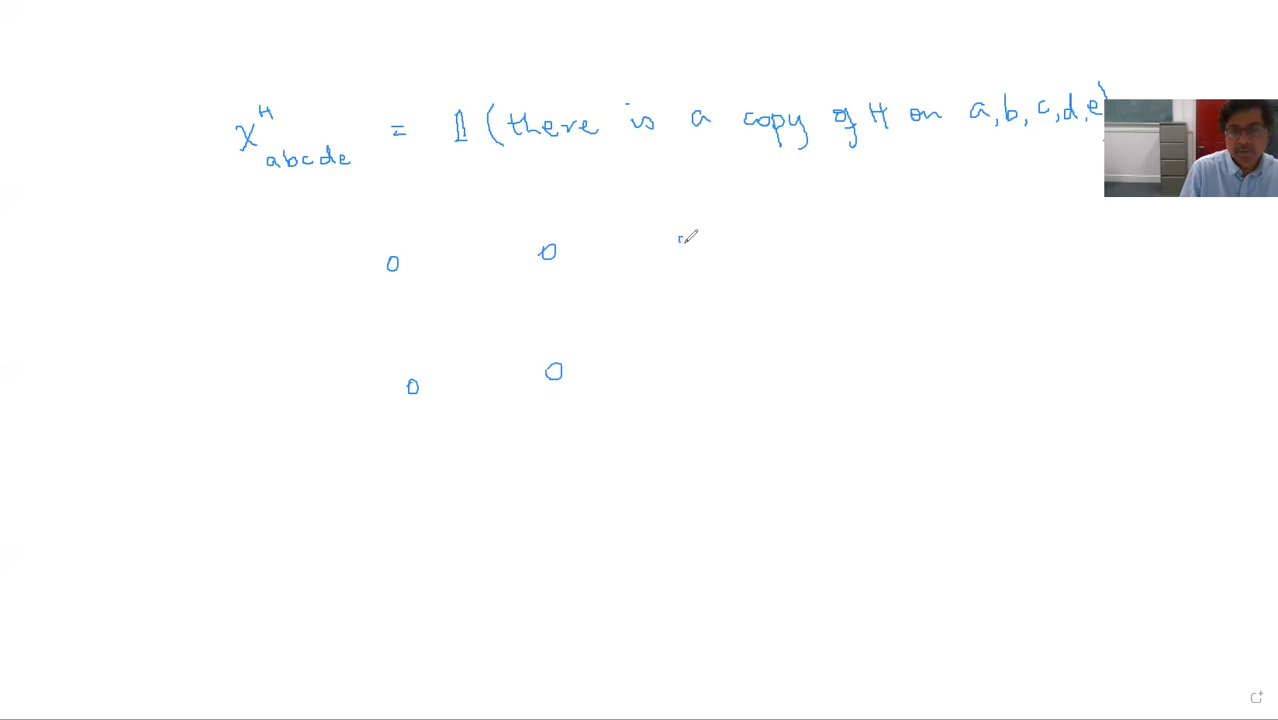 X^H_abcde = 𝟙 (there is a copy of H on a,b,c,d,e)